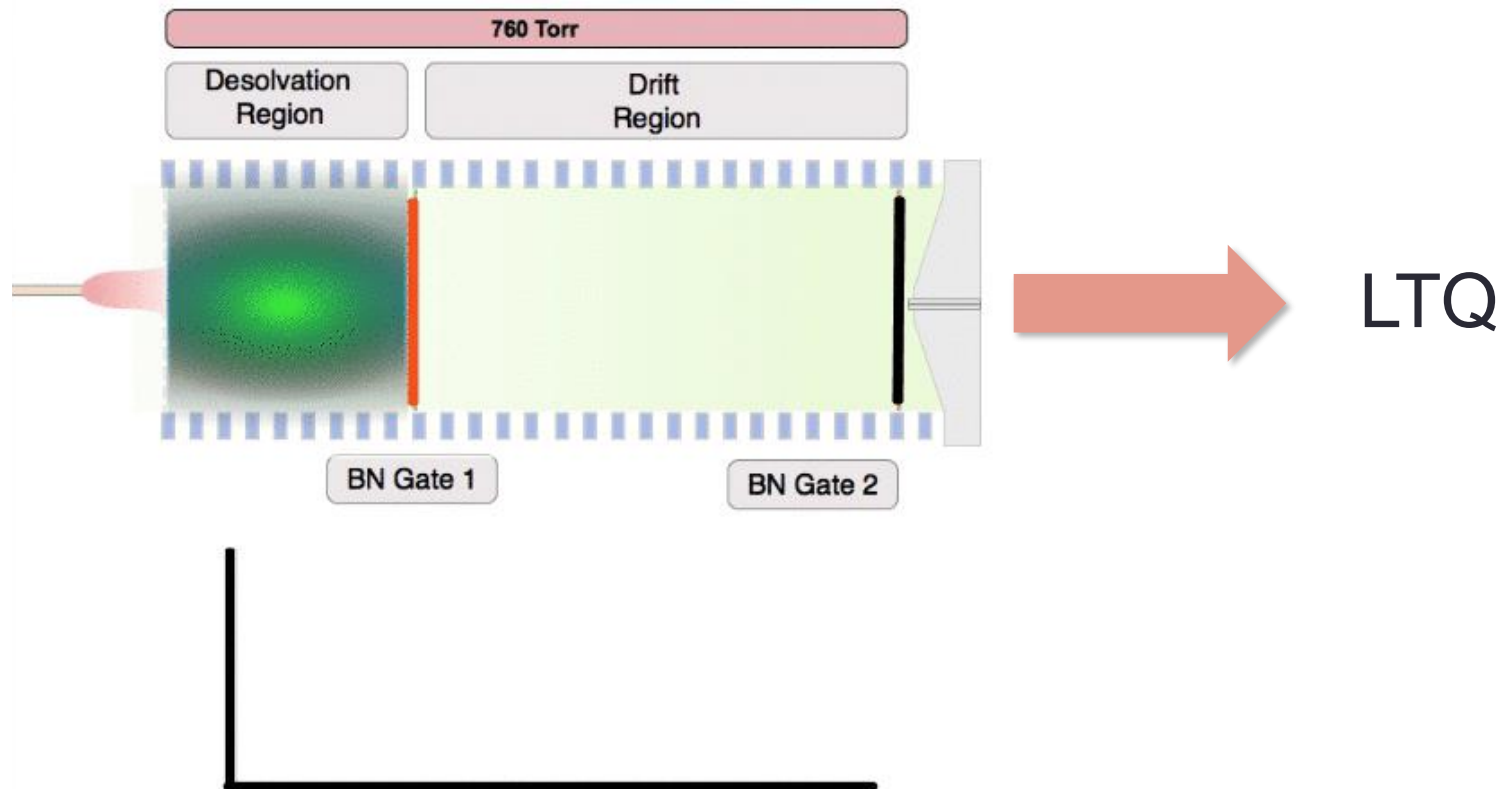 760 Torr
Desolvation
Region
Drift
Region
LTQ
BN Gate 1
BN Gate 2